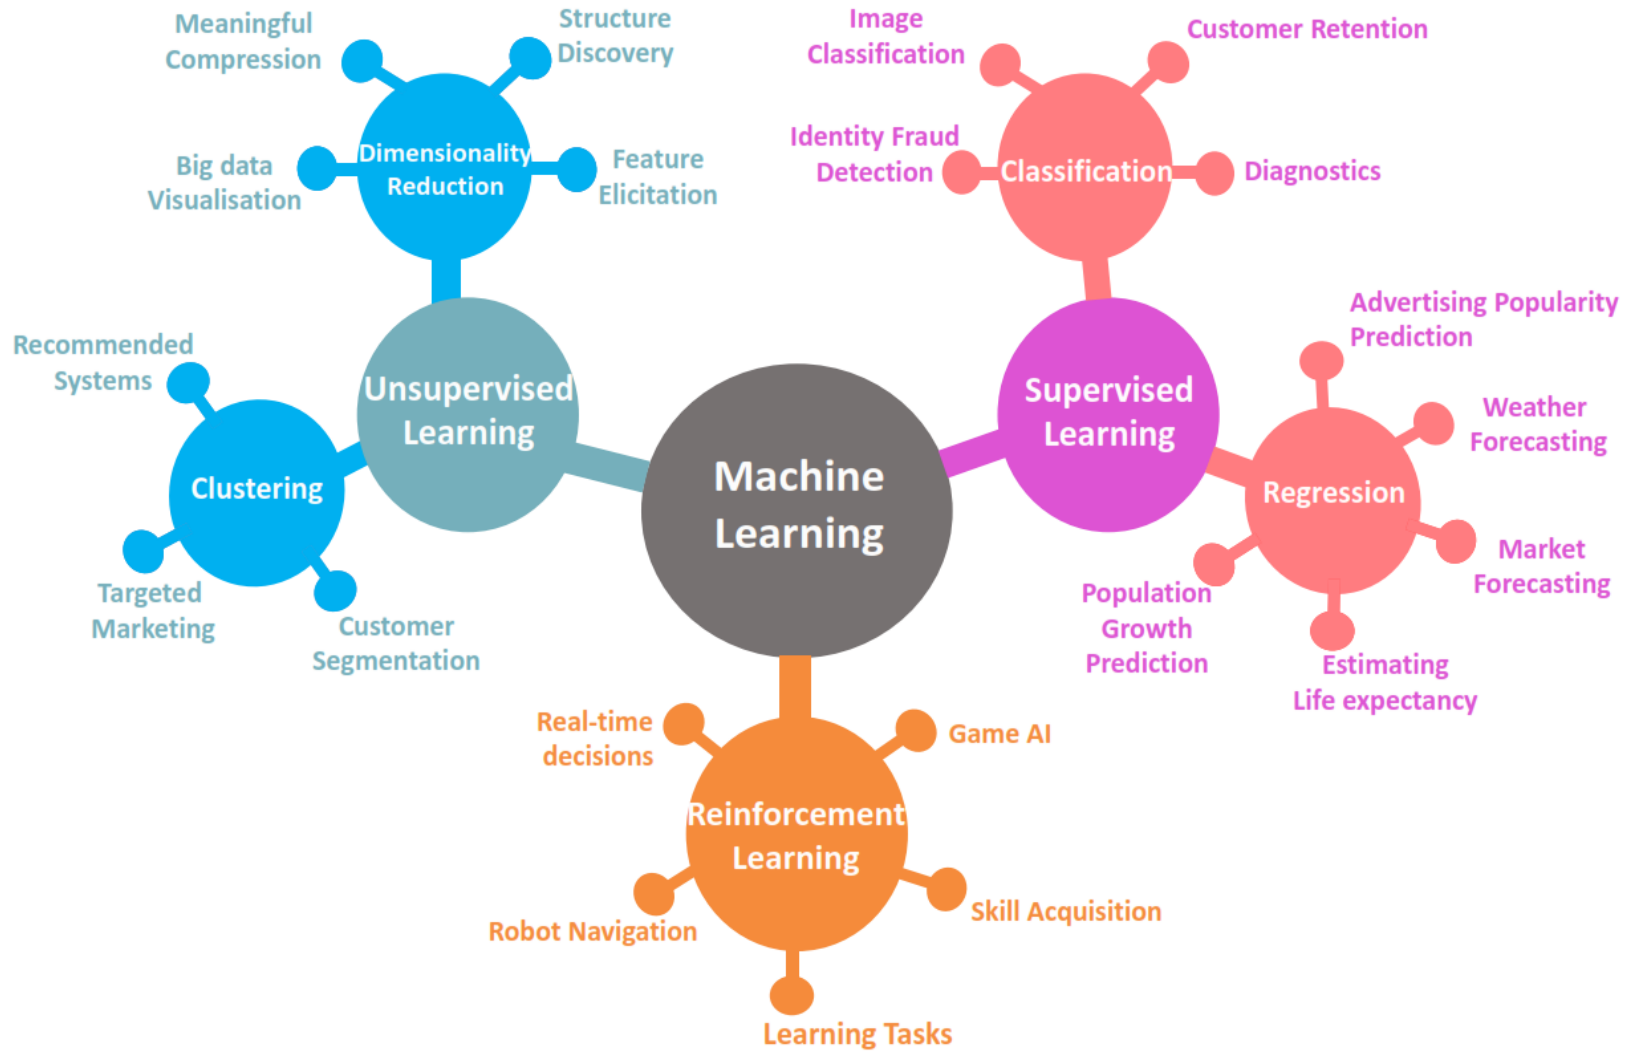 Meaningful
Compression
Structure
Discovery
Big data
Visualisation
Dimensionality
Reduction
Feature
Elicitation
Image
Classification
Customer Retention
Identity Fraud
Detection
Classification
Diagnostics
Recommended
Systems
Clustering
Targeted
Marketing
Customer
Segmentation
Unsupervised
Learning
Machine
Learning
Supervised
Learning
Advertising Popularity
Prediction
Weather
Forecasting
Regression
Market
Forecasting
Population
Growth
Prediction
Estimating
Life expectancy
Real-time
decisions
Game AI
Reinforcement
Learning
Robot Navigation
Skill Acquisition
Learning Tasks